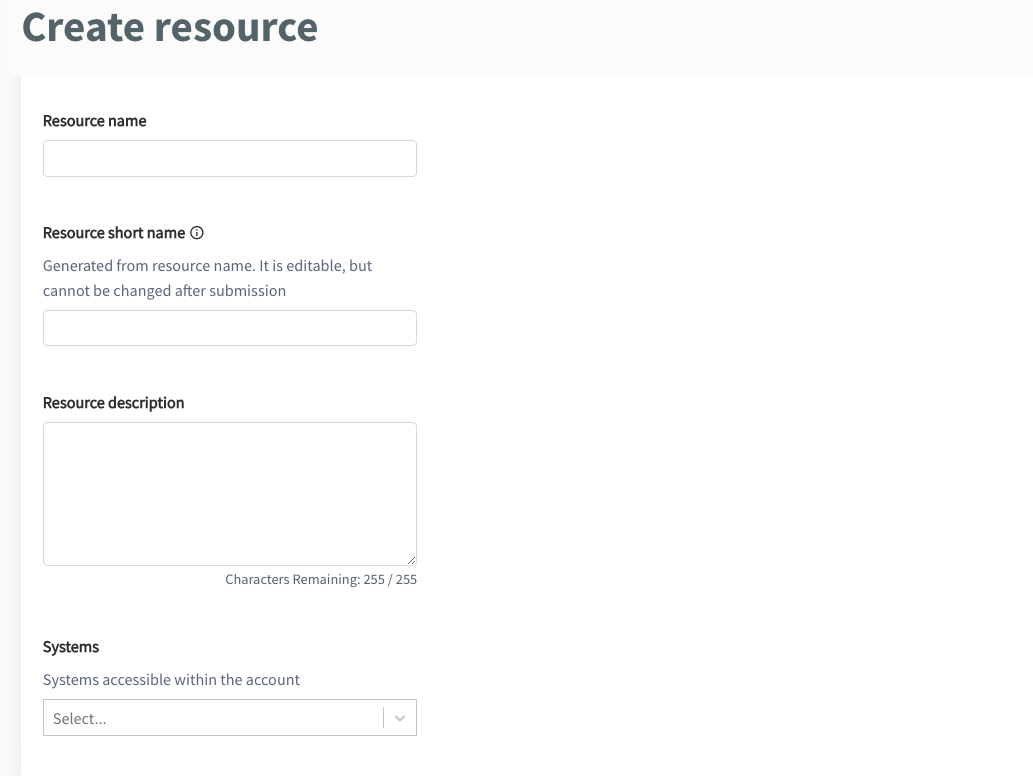 Create resource
Resource name
Resource short name
Generated from resource name. It is editable, but
cannot be changed after submission
Resource description
Characters Remaining: 255 / 255
Systems
Systems accessible within the account
Select...